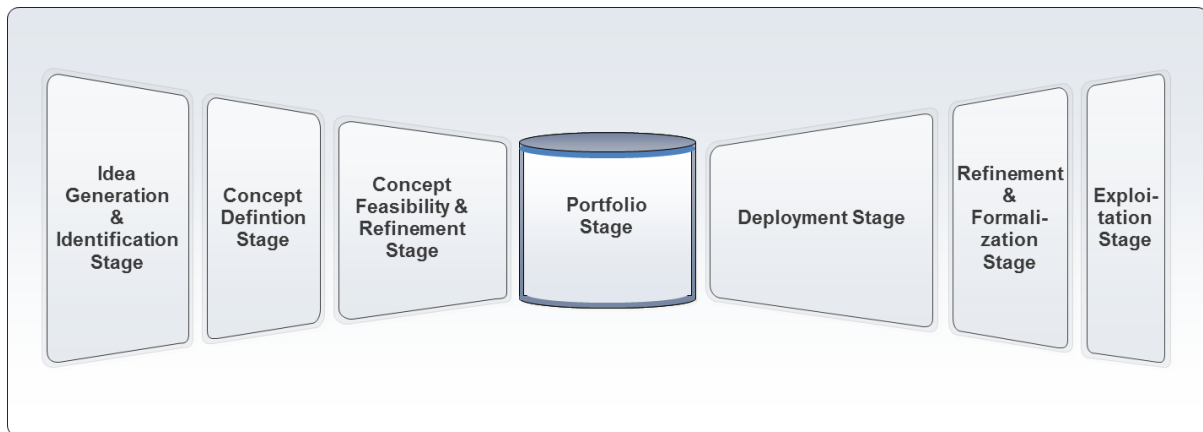 Idea
Generation
&
Identification
Stage
Concept
Defintion
Stage
Concept
Feasibility &
Refinement
Stage
Portfolio
Stage
Deployment Stage
Refinement
&
Formali-
zation
Stage
Exploi-
tation
Stage